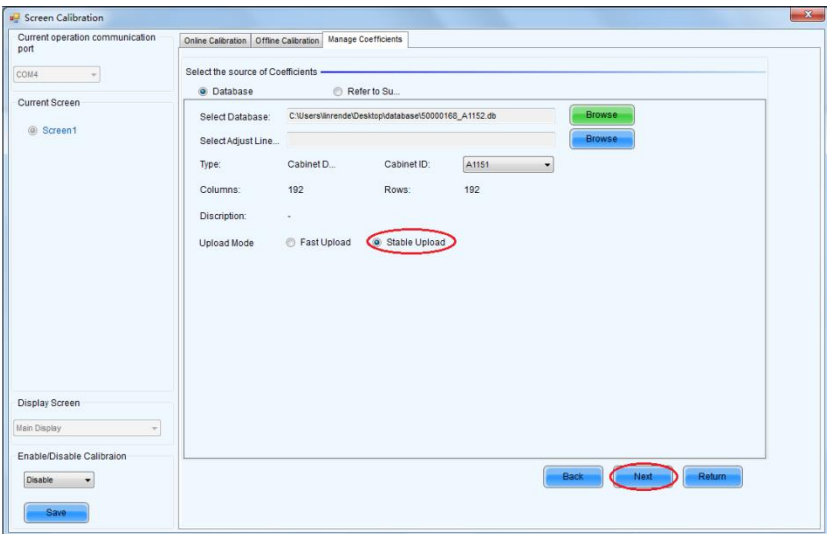 Screen Calibration
Current operation communication
port
COM4
Current Screen
Screen1
Display Screen
Main Display
Enable/Disable Calibraion
Disable
Save
Online Calibration Offline Calibration Manage Coefficients
Select the source of Coefficients
Database Refer to Su...
Select Database: C:\Users\linrende\Desktop\database\50000168_A1152.db Browse
Select Adjust Line... Browse
Type: Cabinet D... Cabinet ID: A1151
Columns: 192 Rows: 192
Discription: -
Upload Mode Fast Upload Stable Upload
Back Next Return